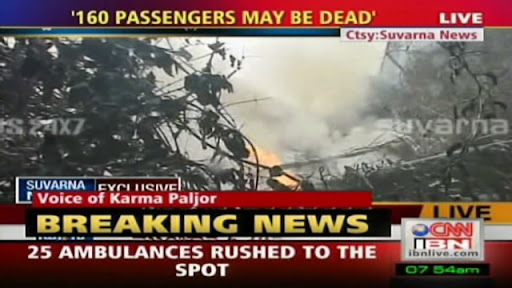 '160 PASSENGERS MAY BE DEAD'
LIVE
Ctsy:Suvarna News
24X7
suvarna
SUVARNA
EXCLUSIVE
Voice of Karma Paljor
BREAKING NEWS
LIVE
25 AMBULANCES RUSHED TO THE
SPOT
CNN
IBN
ibnlive.com
07:54am